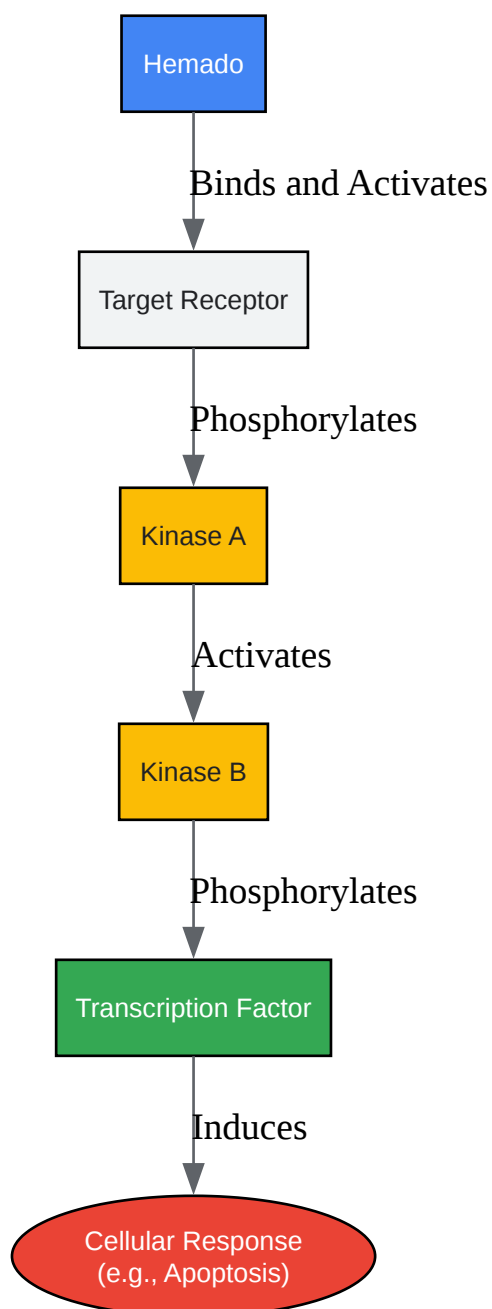 Hemado
Binds and Activates
Target Receptor
Phosphorylates
Kinase A
Activates
Kinase B
Phosphorylates
Transcription Factor
Induces
Cellular Response
(e.g., Apoptosis)